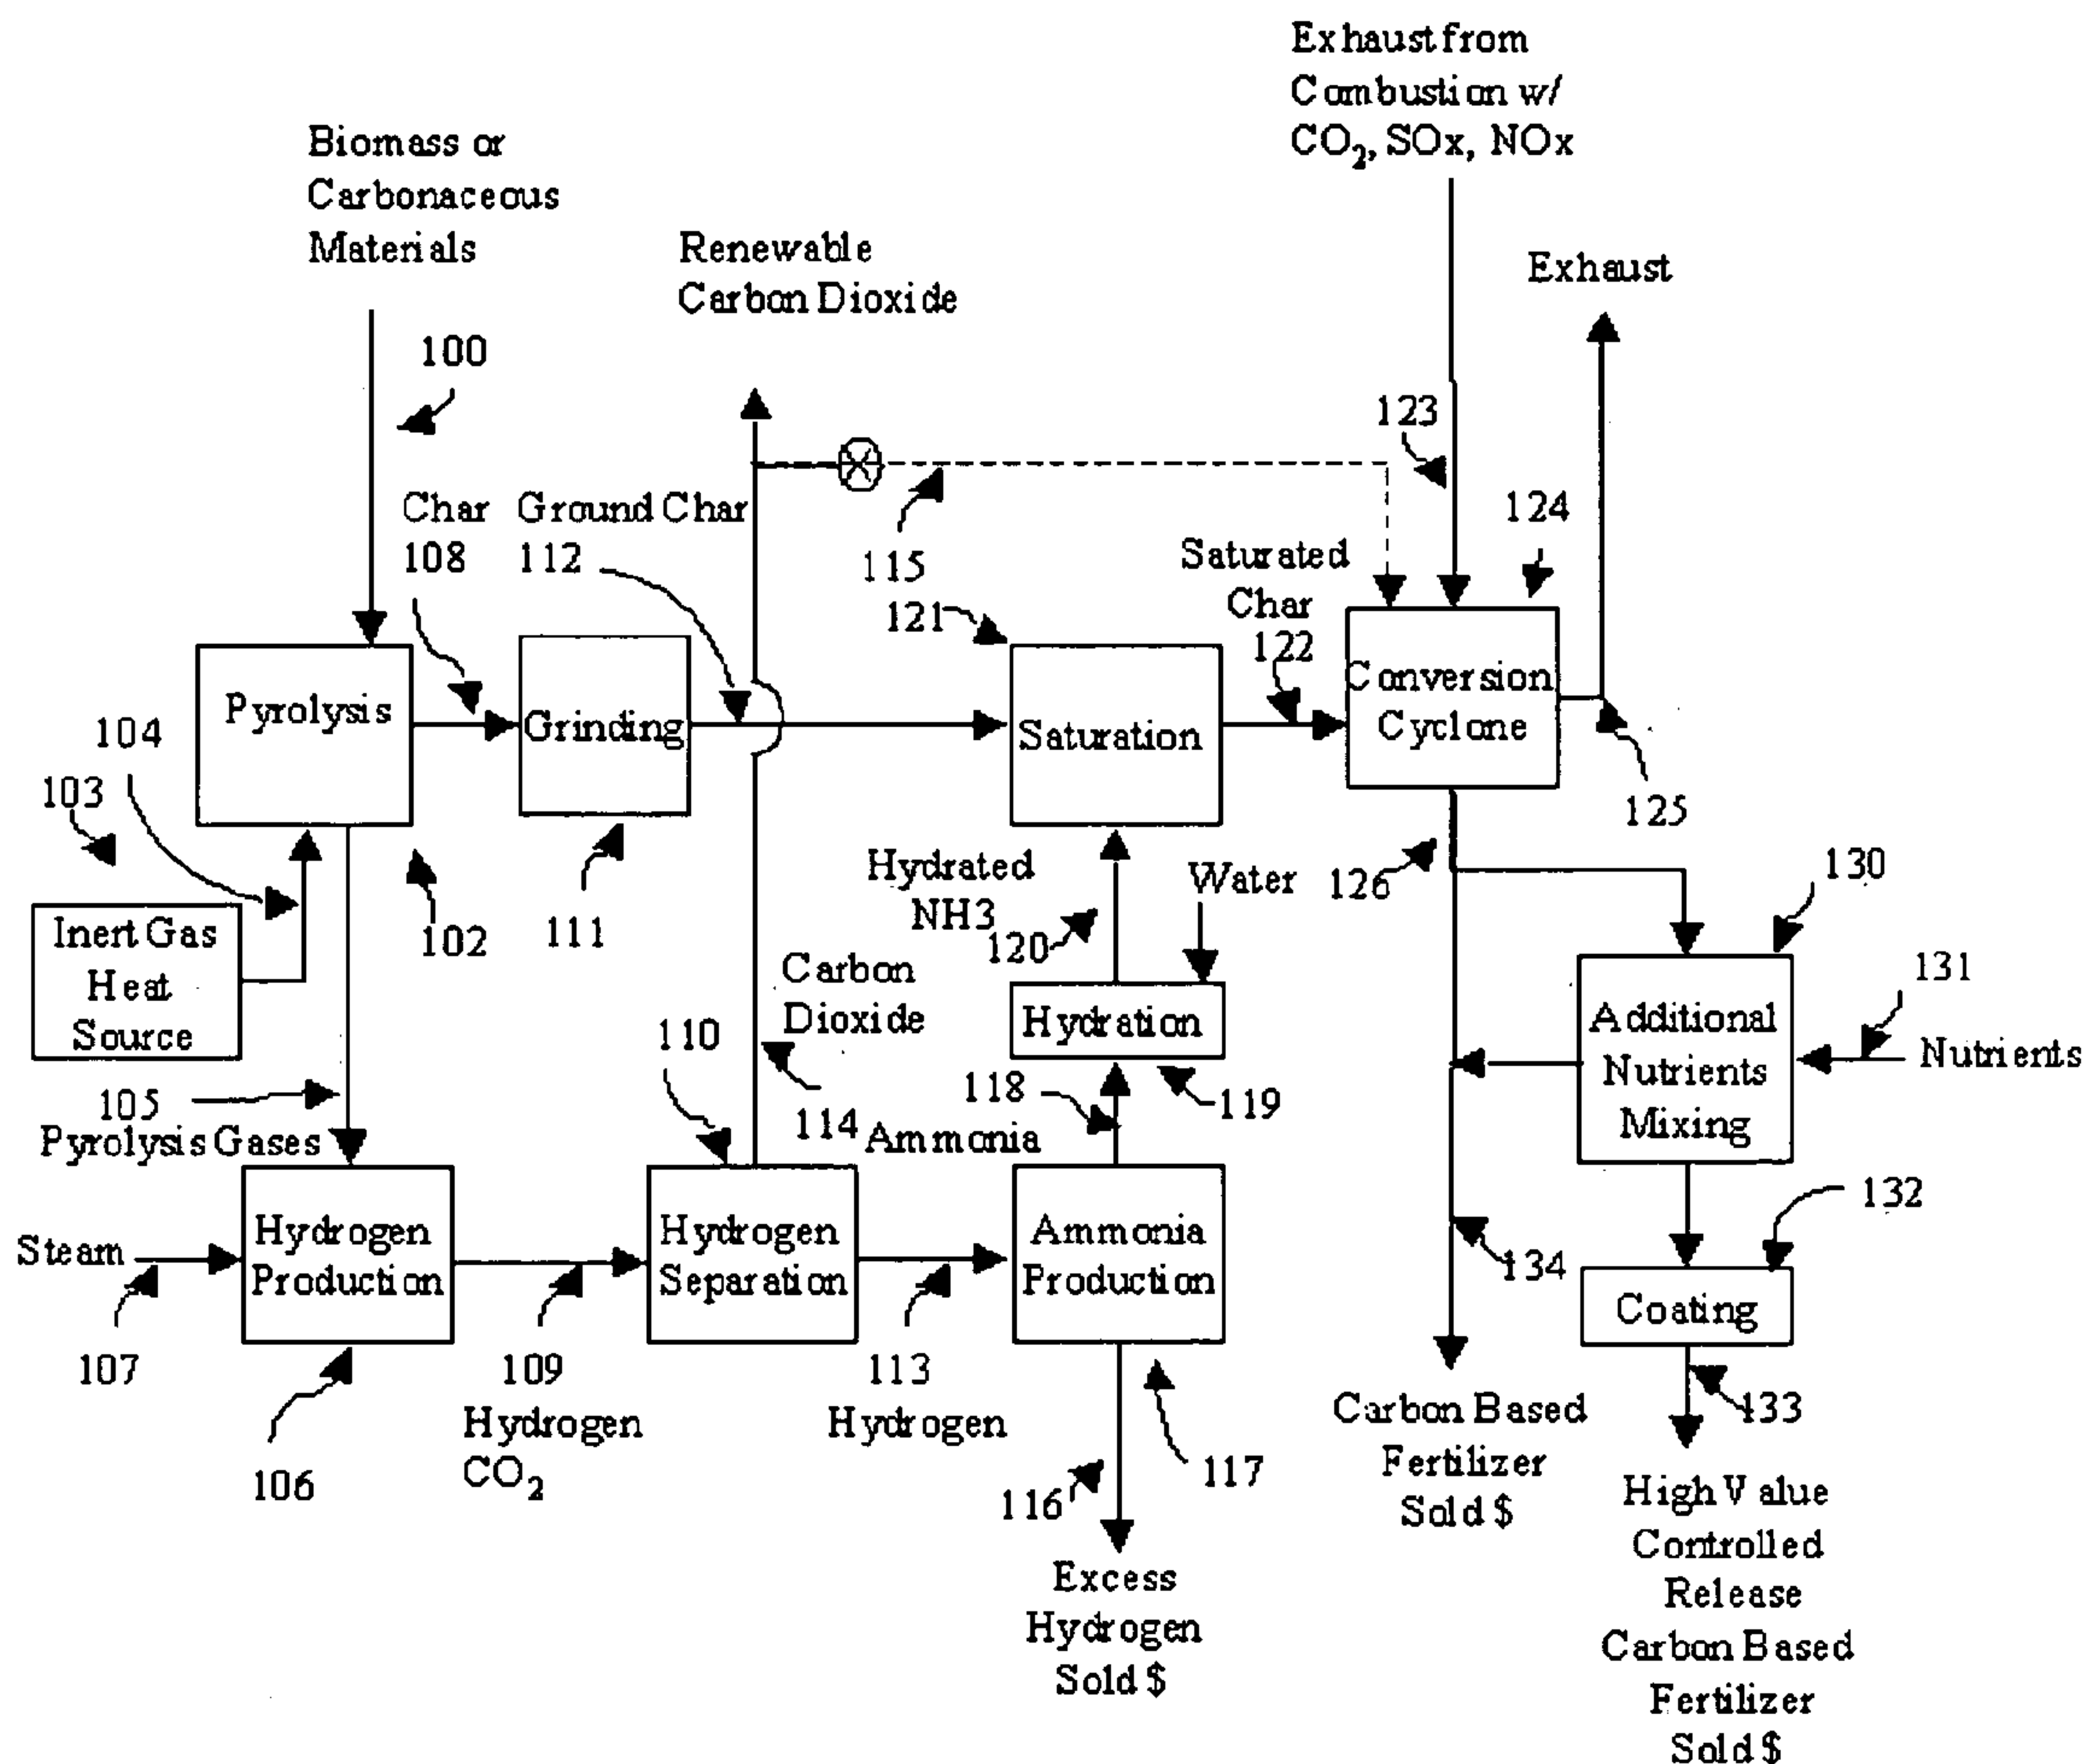 Exhaust from
Combustion w/
CO₂, SOx, NOx
Biomass or
Carbonaceous
Materials
Renewable
Carbon Dioxide
Exhaust
100
123
Char
108
Ground Char
112
115
124
121
Saturated
Char
122
Pyrolysis
Grinding
Saturation
Conversion
Cyclone
104
103
125
Hydrated
NH3
120
Water
126
130
102
111
Inert Gas
Heat
Source
Carbon
Dioxide
110
Hydration
Additional
Nutrients
Mixing
131
Nutrients
105
Pyrolysis Gases
114
Ammonia
118
119
132
Steam
Hydrogen
Production
Hydrogen
Separation
Ammonia
Production
134
Coating
107
109
Hydrogen
CO₂
113
Hydrogen
106
116
117
133
Carbon Based
Fertilizer
Sold $
High Value
Controlled
Release
Carbon Based
Fertilizer
Sold $
Excess
Hydrogen
Sold $